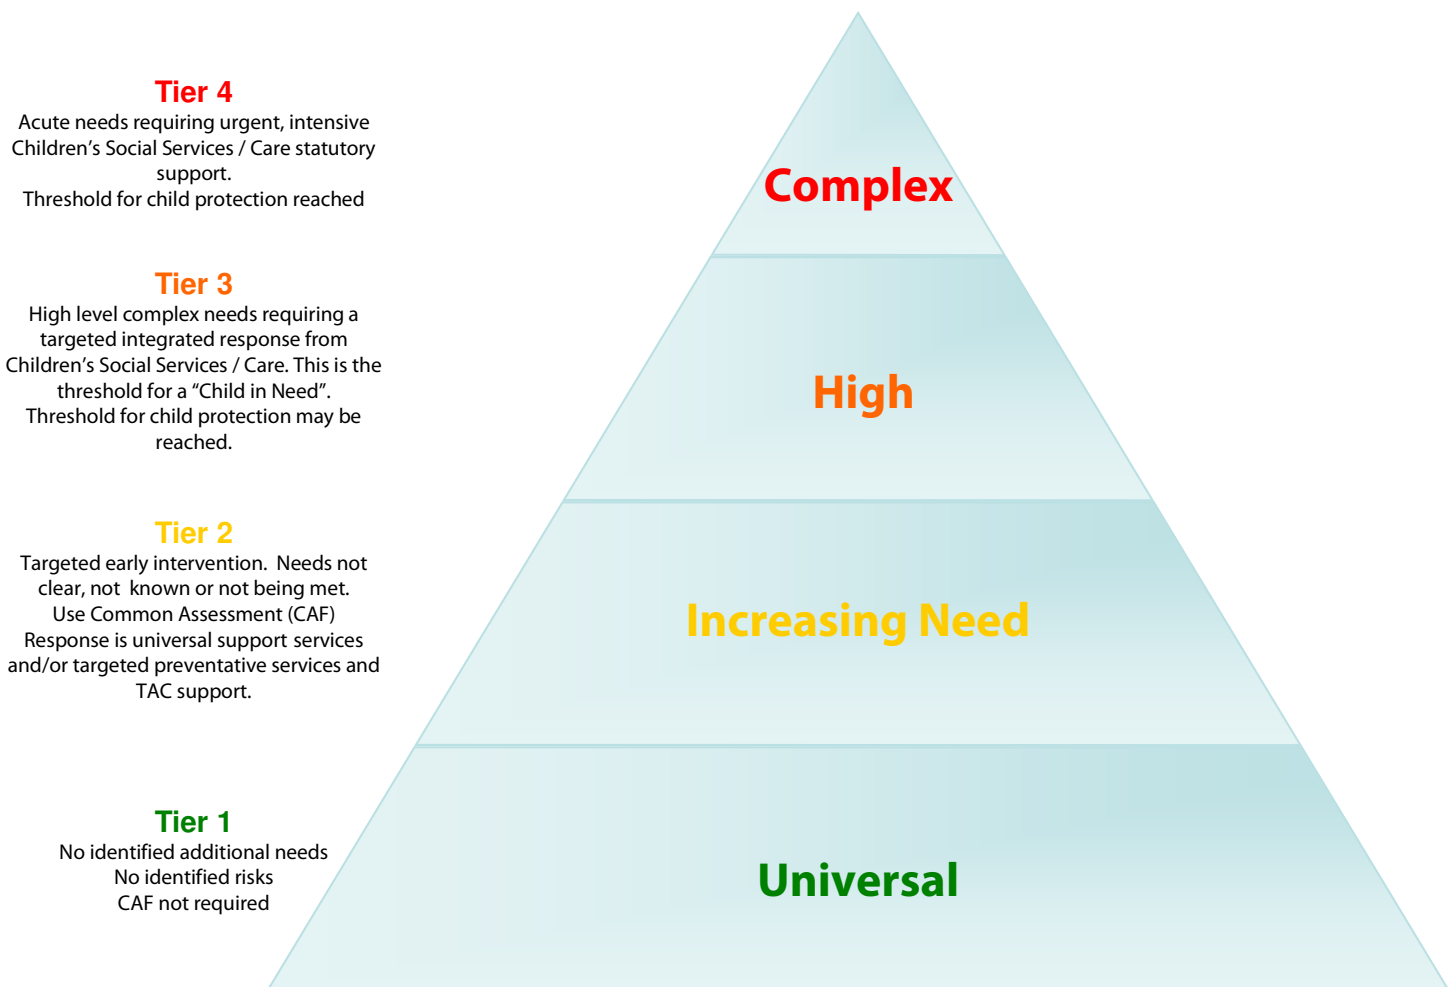 Tier 4
Acute needs requiring urgent, intensive
Children’s Social Services / Care statutory
support.
Threshold for child protection reached
Complex
Tier 3
High level complex needs requiring a
targeted integrated response from
Children’s Social Services / Care. This is the
threshold for a “Child in Need”.
Threshold for child protection may be
reached.
High
Tier 2
Targeted early intervention.  Needs not
clear, not  known or not being met.
Use Common Assessment (CAF)
Response is universal support services
and/or targeted preventative services and
TAC support.
Increasing Need
Tier 1
No identified additional needs
No identified risks
CAF not required
Universal